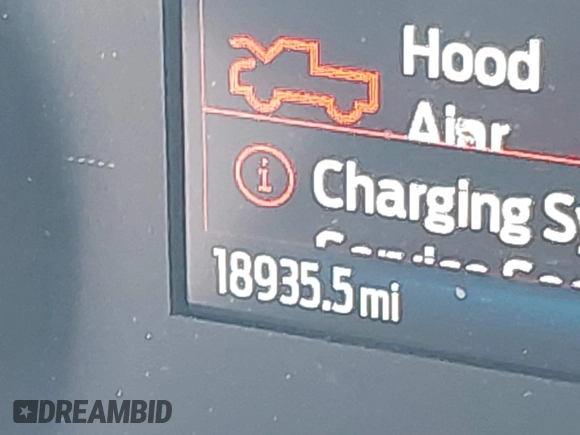 Hood
Ajar
Charging
18935.5 mi
DREAMBID